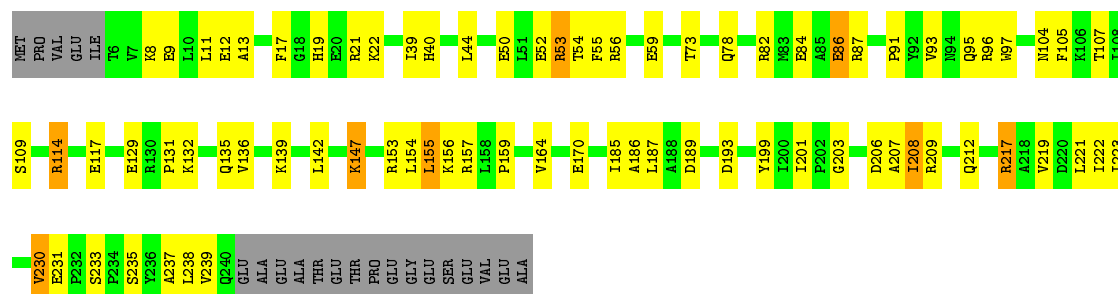 MET PRO VAL GLU ILE T6 V7 K8 E9 L10 L11 E12 A13 F17 G18 H19 E20 R21 K22 I39 H40 L44 E50 L51 E52 R53 T54 F55 R56 E59 T73 Q78 R82 M83 E84 A85 E86 R87 P91 Y92 V93 N94 Q95 R96 W97 N104 F105 K106 T107 I108
S109 R114 E117 E129 R130 P131 K132 Q135 V136 K139 L142 K147 R153 L154 L155 K156 R157 L158 P159 V164 E170 I185 A186 L187 A188 D189 D193 Y199 I200 I201 P202 G203 D206 A207 I208 R209 Q212 R217 A218 V219 D220 L221 I222
V230 E231 P232 S233 P234 S235 Y236 A237 L238 V239 Q240 GLU ALA GLU ALA THR GLU THR PRO GLU GLY GLU SER GLU VAL GLU ALA